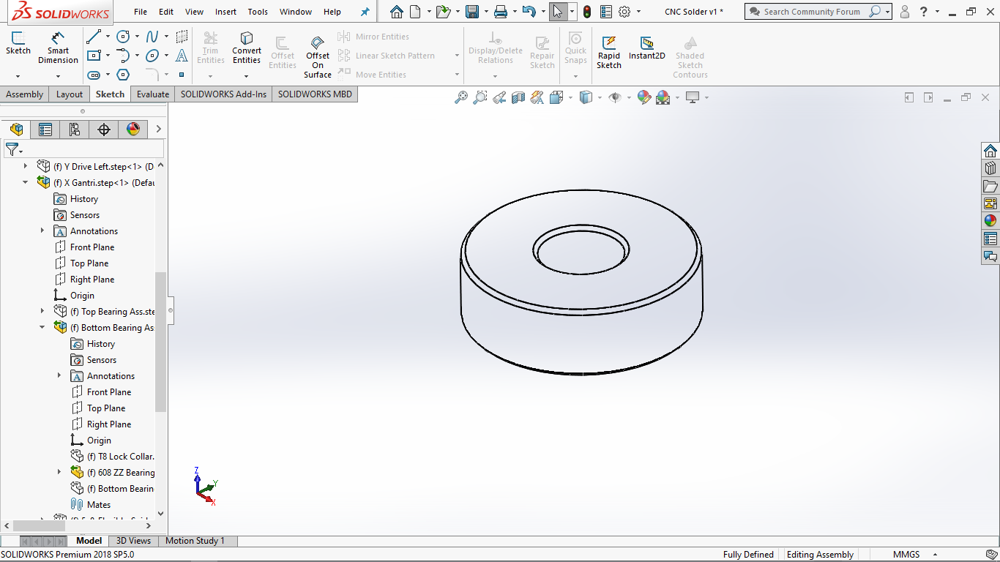 SOLIDWORKS
File Edit View Insert Tools Window Help
CNC Solder v1 *
Search Community Forum
?
Sketch
Smart Dimension
Trim Entities
Convert Entities
Offset Entities
Offset On Surface
Mirror Entities
Linear Sketch Pattern
Move Entities
Display/Delete Relations
Repair Sketch
Quick Snaps
Rapid Sketch
Instant2D
Shaded Sketch Contours
Assembly Layout Sketch Evaluate SOLIDWORKS Add-Ins SOLIDWORKS MBD
(f) Y Drive Left.step<1> (D
(f) X Gantri.step<1> (Defau
History
Sensors
A Annotations
Front Plane
Top Plane
Right Plane
Origin
(f) Top Bearing Ass.ste
(f) Bottom Bearing As
History
Sensors
A Annotations
Front Plane
Top Plane
Right Plane
Origin
(f) T8 Lock Collar.
(f) 608 ZZ Bearing
(f) Bottom Bearin
Mates
Z
Y
X
Model 3D Views Motion Study 1
SOLIDWORKS Premium 2018 SP5.0
Fully Defined Editing Assembly MMGS